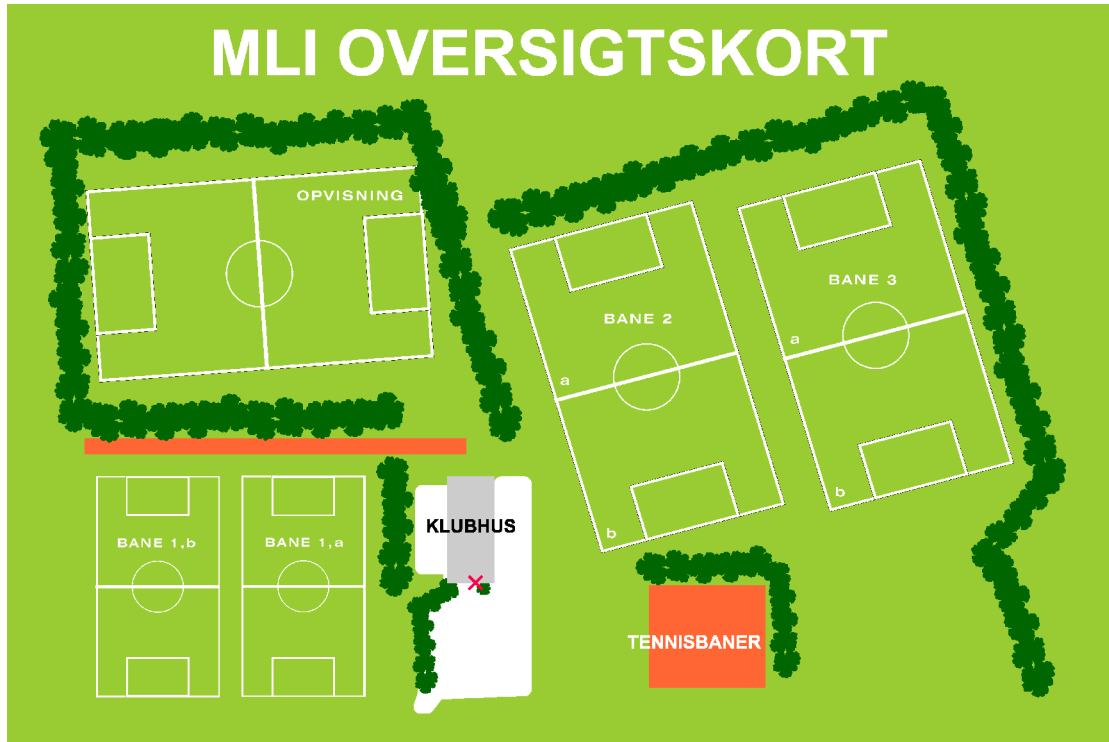 MLI OVERSIGTSKORT
OPVISNING
BANE 2
a
b
BANE 3
a
b
BANE 1,b
BANE 1,a
KLUBHUS
TENNISBANER